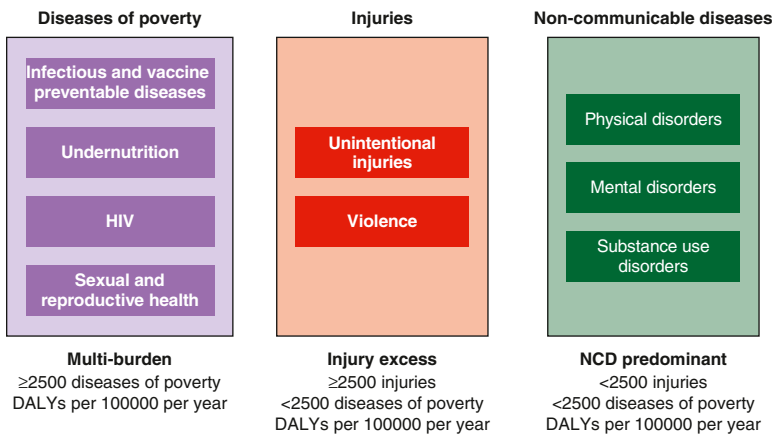 Diseases of poverty
Infectious and vaccine
preventable diseases
Undernutrition
HIV
Sexual and
reproductive health
Multi-burden
≥2500 diseases of poverty
DALYs per 100000 per year
Injuries
Unintentional
injuries
Violence
Injury excess
≥2500 injuries
<2500 diseases of poverty
DALYs per 100000 per year
Non-communicable diseases
Physical disorders
Mental disorders
Substance use
disorders
NCD predominant
<2500 injuries
<2500 diseases of poverty
DALYs per 100000 per year